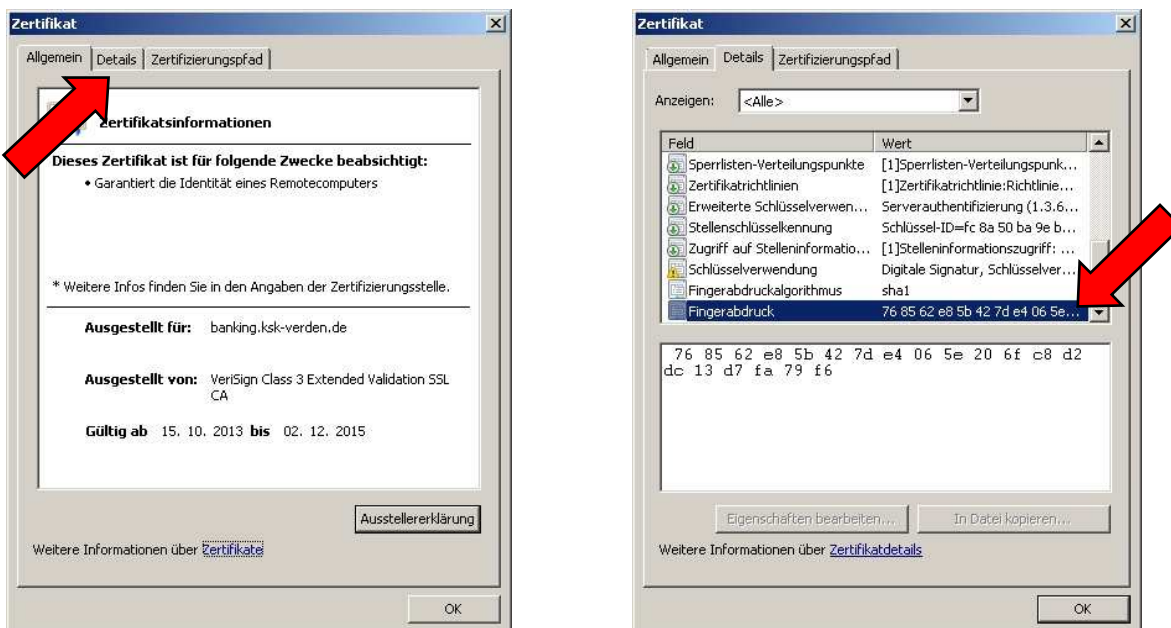 Zertifikat
Allgemein Details Zertifizierungspfad
Zertifikatsinformationen
Dieses Zertifikat ist für folgende Zwecke beabsichtigt:
• Garantiert die Identität eines Remotecomputers
* Weitere Infos finden Sie in den Angaben der Zertifizierungsstelle.
Ausgestellt für: banking.ksk-verden.de
Ausgestellt von: VeriSign Class 3 Extended Validation SSL
CA
Gültig ab 15. 10. 2013 bis 02. 12. 2015
Ausstellererklärung
Weitere Informationen über Zertifikate
OK
Zertifikat
Allgemein Details Zertifizierungspfad
Anzeigen: <Alle>
Feld Wert
Sperrlisten-Verteilungspunkte [1]Sperrlisten-Verteilungspunk...
Zertifikatrichtlinien [1]Zertifikatrichtlinie:Richtlinie...
Erweiterte Schlüsselverwen... Serverauthentifizierung (1.3.6...
Stellenschlüsselkennung Schlüssel-ID=fc 8a 50 ba 9e b...
Zugriff auf Stelleninformatio... [1]Stelleninformationszugriff: ...
Schlüsselverwendung Digitale Signatur, Schlüsselver...
Fingerabdruckalgorithmus sha1
Fingerabdruck 76 85 62 e8 5b 42 7d e4 06 5e...
76 85 62 e8 5b 42 7d e4 06 5e 20 6f c8 d2
dc 13 d7 fa 79 f6
Eigenschaften bearbeiten... In Datei kopieren...
Weitere Informationen über Zertifikatdetails
OK